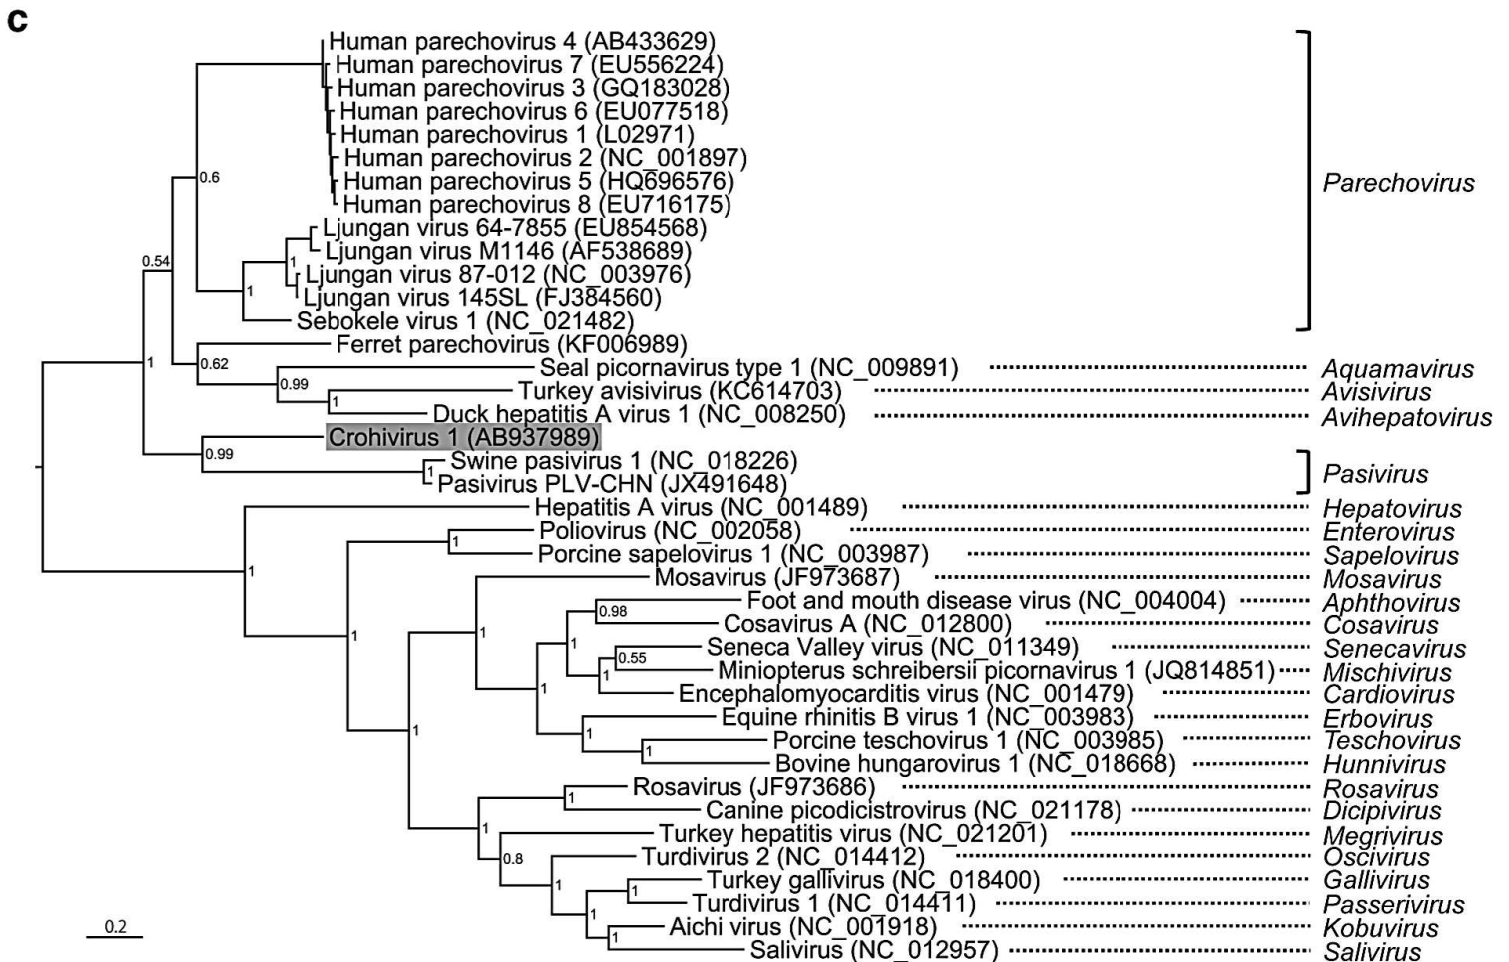 c
Human parechovirus 4 (AB433629)
Human parechovirus 7 (EU556224)
Human parechovirus 3 (GQ183028)
Human parechovirus 6 (EU077518)
Human parechovirus 1 (L02971)
Human parechovirus 2 (NC_001897)
0.6
Human parechovirus 5 (HQ696576)
Parechovirus
Human parechovirus 8 (EU716175)
Ljungan virus 64-7855 (EU854568)
Ljungan virus M1146 (AF538689)
0.54
1
Ljungan virus 87-012 (NC_003976)
1
Ljungan virus 145SL (FJ384560)
Sebokele virus 1 (NC_021482)
Ferret parechovirus (KF006989)
1
0.62
Seal picornavirus type 1 (NC_009891) Aquamavirus
0.99
Turkey avisivirus (KC614703) Avisivirus
1
Duck hepatitis A virus 1 (NC_008250) Avihepatovirus
Crohivirus 1 (AB937989)
0.99
Swine pasivirus 1 (NC_018226)
1
Pasivirus
Pasivirus PLV-CHN (JX491648)
Hepatitis A virus (NC_001489) Hepatovirus
Poliovirus (NC_002058) Enterovirus
1
Porcine sapelovirus 1 (NC_003987) Sapelovirus
1
Mosavirus (JF973687) Mosavirus
Foot and mouth disease virus (NC_004004) Aphthovirus
0.98
Cosavirus A (NC_012800) Cosavirus
1
1
1
Seneca Valley virus (NC_011349) Senecavirus
0.55
Miniopterus schreibersii picornavirus 1 (JQ814851) Mischivirus
1
1
Encephalomyocarditis virus (NC_001479) Cardiovirus
Equine rhinitis B virus 1 (NC_003983) Erbovirus
1
1
Porcine teschovirus 1 (NC_003985) Teschovirus
1
Bovine hungarovirus 1 (NC_018668) Hunnivirus
Rosavirus (JF973686) Rosavirus
1
Canine picodicistrovirus (NC_021178) Dicipivirus
1
Turkey hepatitis virus (NC_021201) Megrivirus
0.8
Turdivirus 2 (NC_014412) Oscivirus
1
Turkey gallivirus (NC_018400) Gallivirus
1
Turdivirus 1 (NC_014411) Passerivirus
1
Aichi virus (NC_001918) Kobuvirus
0.2
1
Salivirus (NC_012957) Salivirus